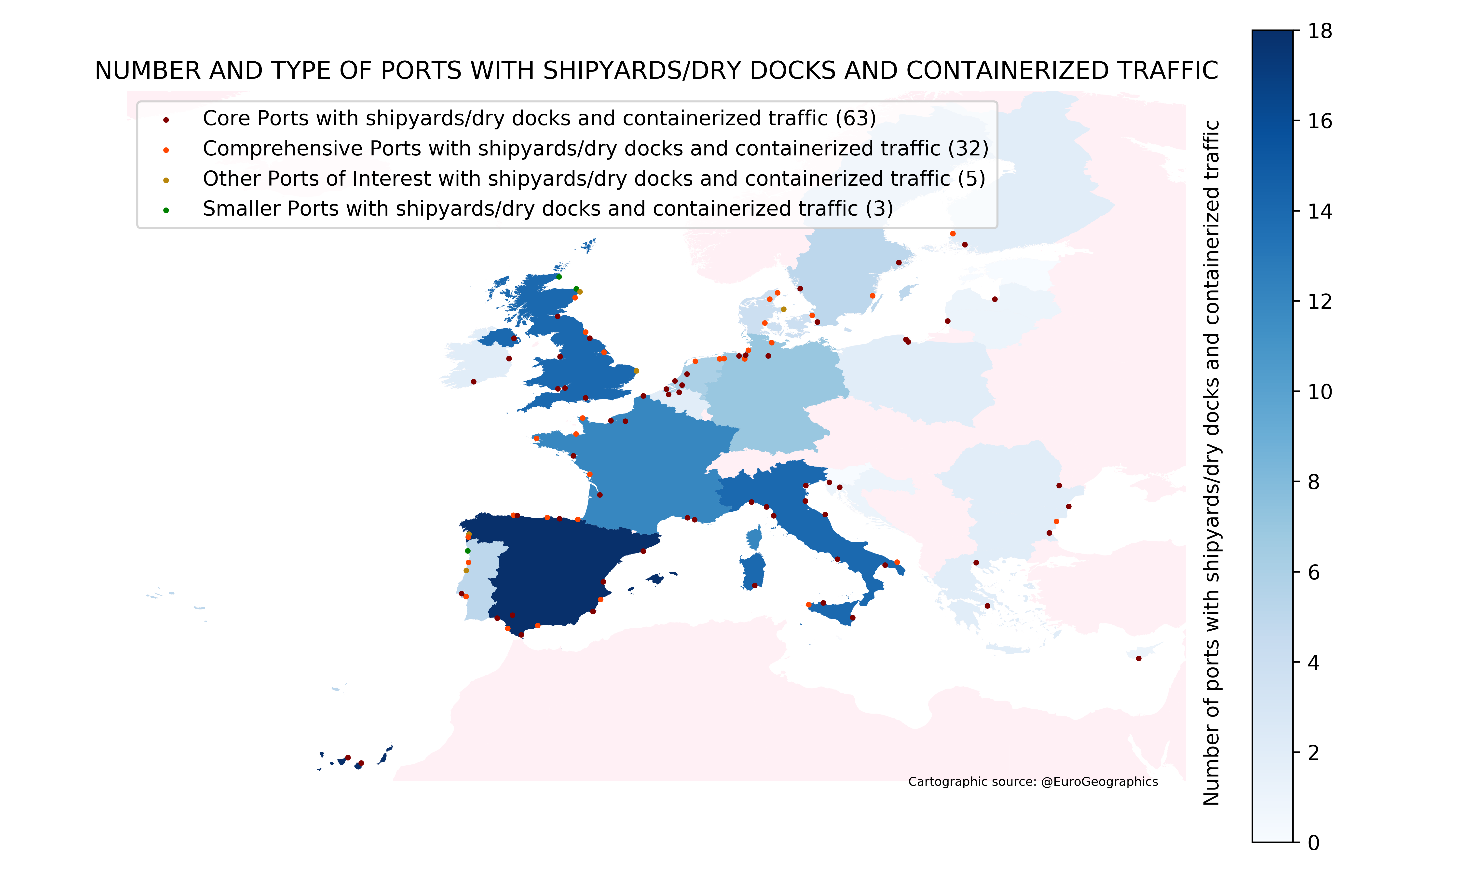 NUMBER AND TYPE OF PORTS WITH SHIPYARDS/DRY DOCKS AND CONTAINERIZED TRAFFIC
Core Ports with shipyards/dry docks and containerized traffic (63)
Comprehensive Ports with shipyards/dry docks and containerized traffic (32)
Other Ports of Interest with shipyards/dry docks and containerized traffic (5)
Smaller Ports with shipyards/dry docks and containerized traffic (3)
Cartographic source: @EuroGeographics
Number of ports with shipyards/dry docks and containerized traffic
18
16
14
12
10
8
6
4
2
0